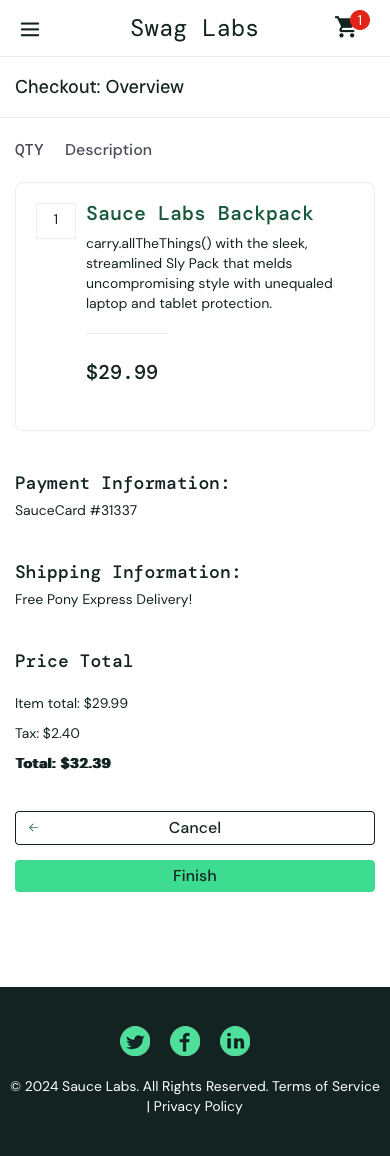 Swag Labs
1
Checkout: Overview
QTY Description
1
Sauce Labs Backpack
carry.allTheThings() with the sleek,
streamlined Sly Pack that melds
uncompromising style with unequaled
laptop and tablet protection.
$29.99
Payment Information:
SauceCard #31337
Shipping Information:
Free Pony Express Delivery!
Price Total
Item total: $29.99
Tax: $2.40
Total: $32.39
Cancel
Finish
© 2024 Sauce Labs. All Rights Reserved. Terms of Service
| Privacy Policy